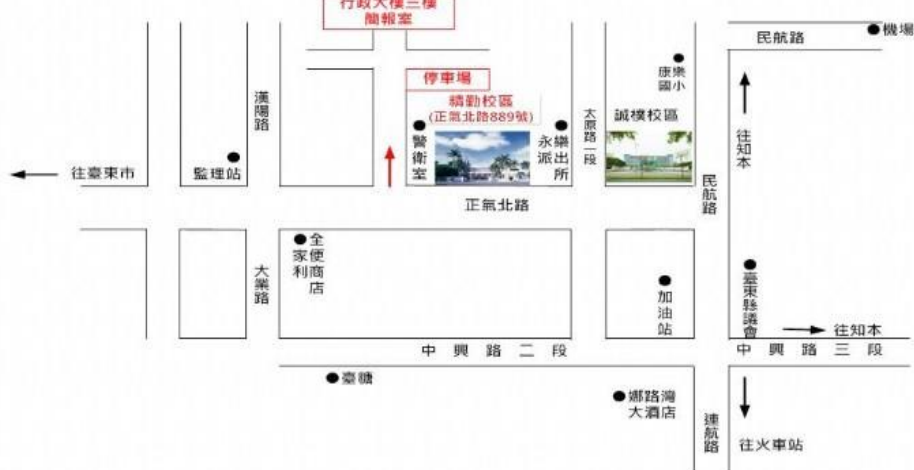 行政大樓三樓
簡報室
機場
民航路
康樂
國小
停車場
精勤校區
(正氣北路889號)
漢陽路
太原路二段
誠樸校區
往知本
警衛室
永樂
派出所
往臺東市
監理站
民航路
正氣北路
全家
便利
商店
大業路
加油站
臺東縣議會
往知本
中興路二段
中興路三段
臺糖
娜路灣
大酒店
連航路
往火車站